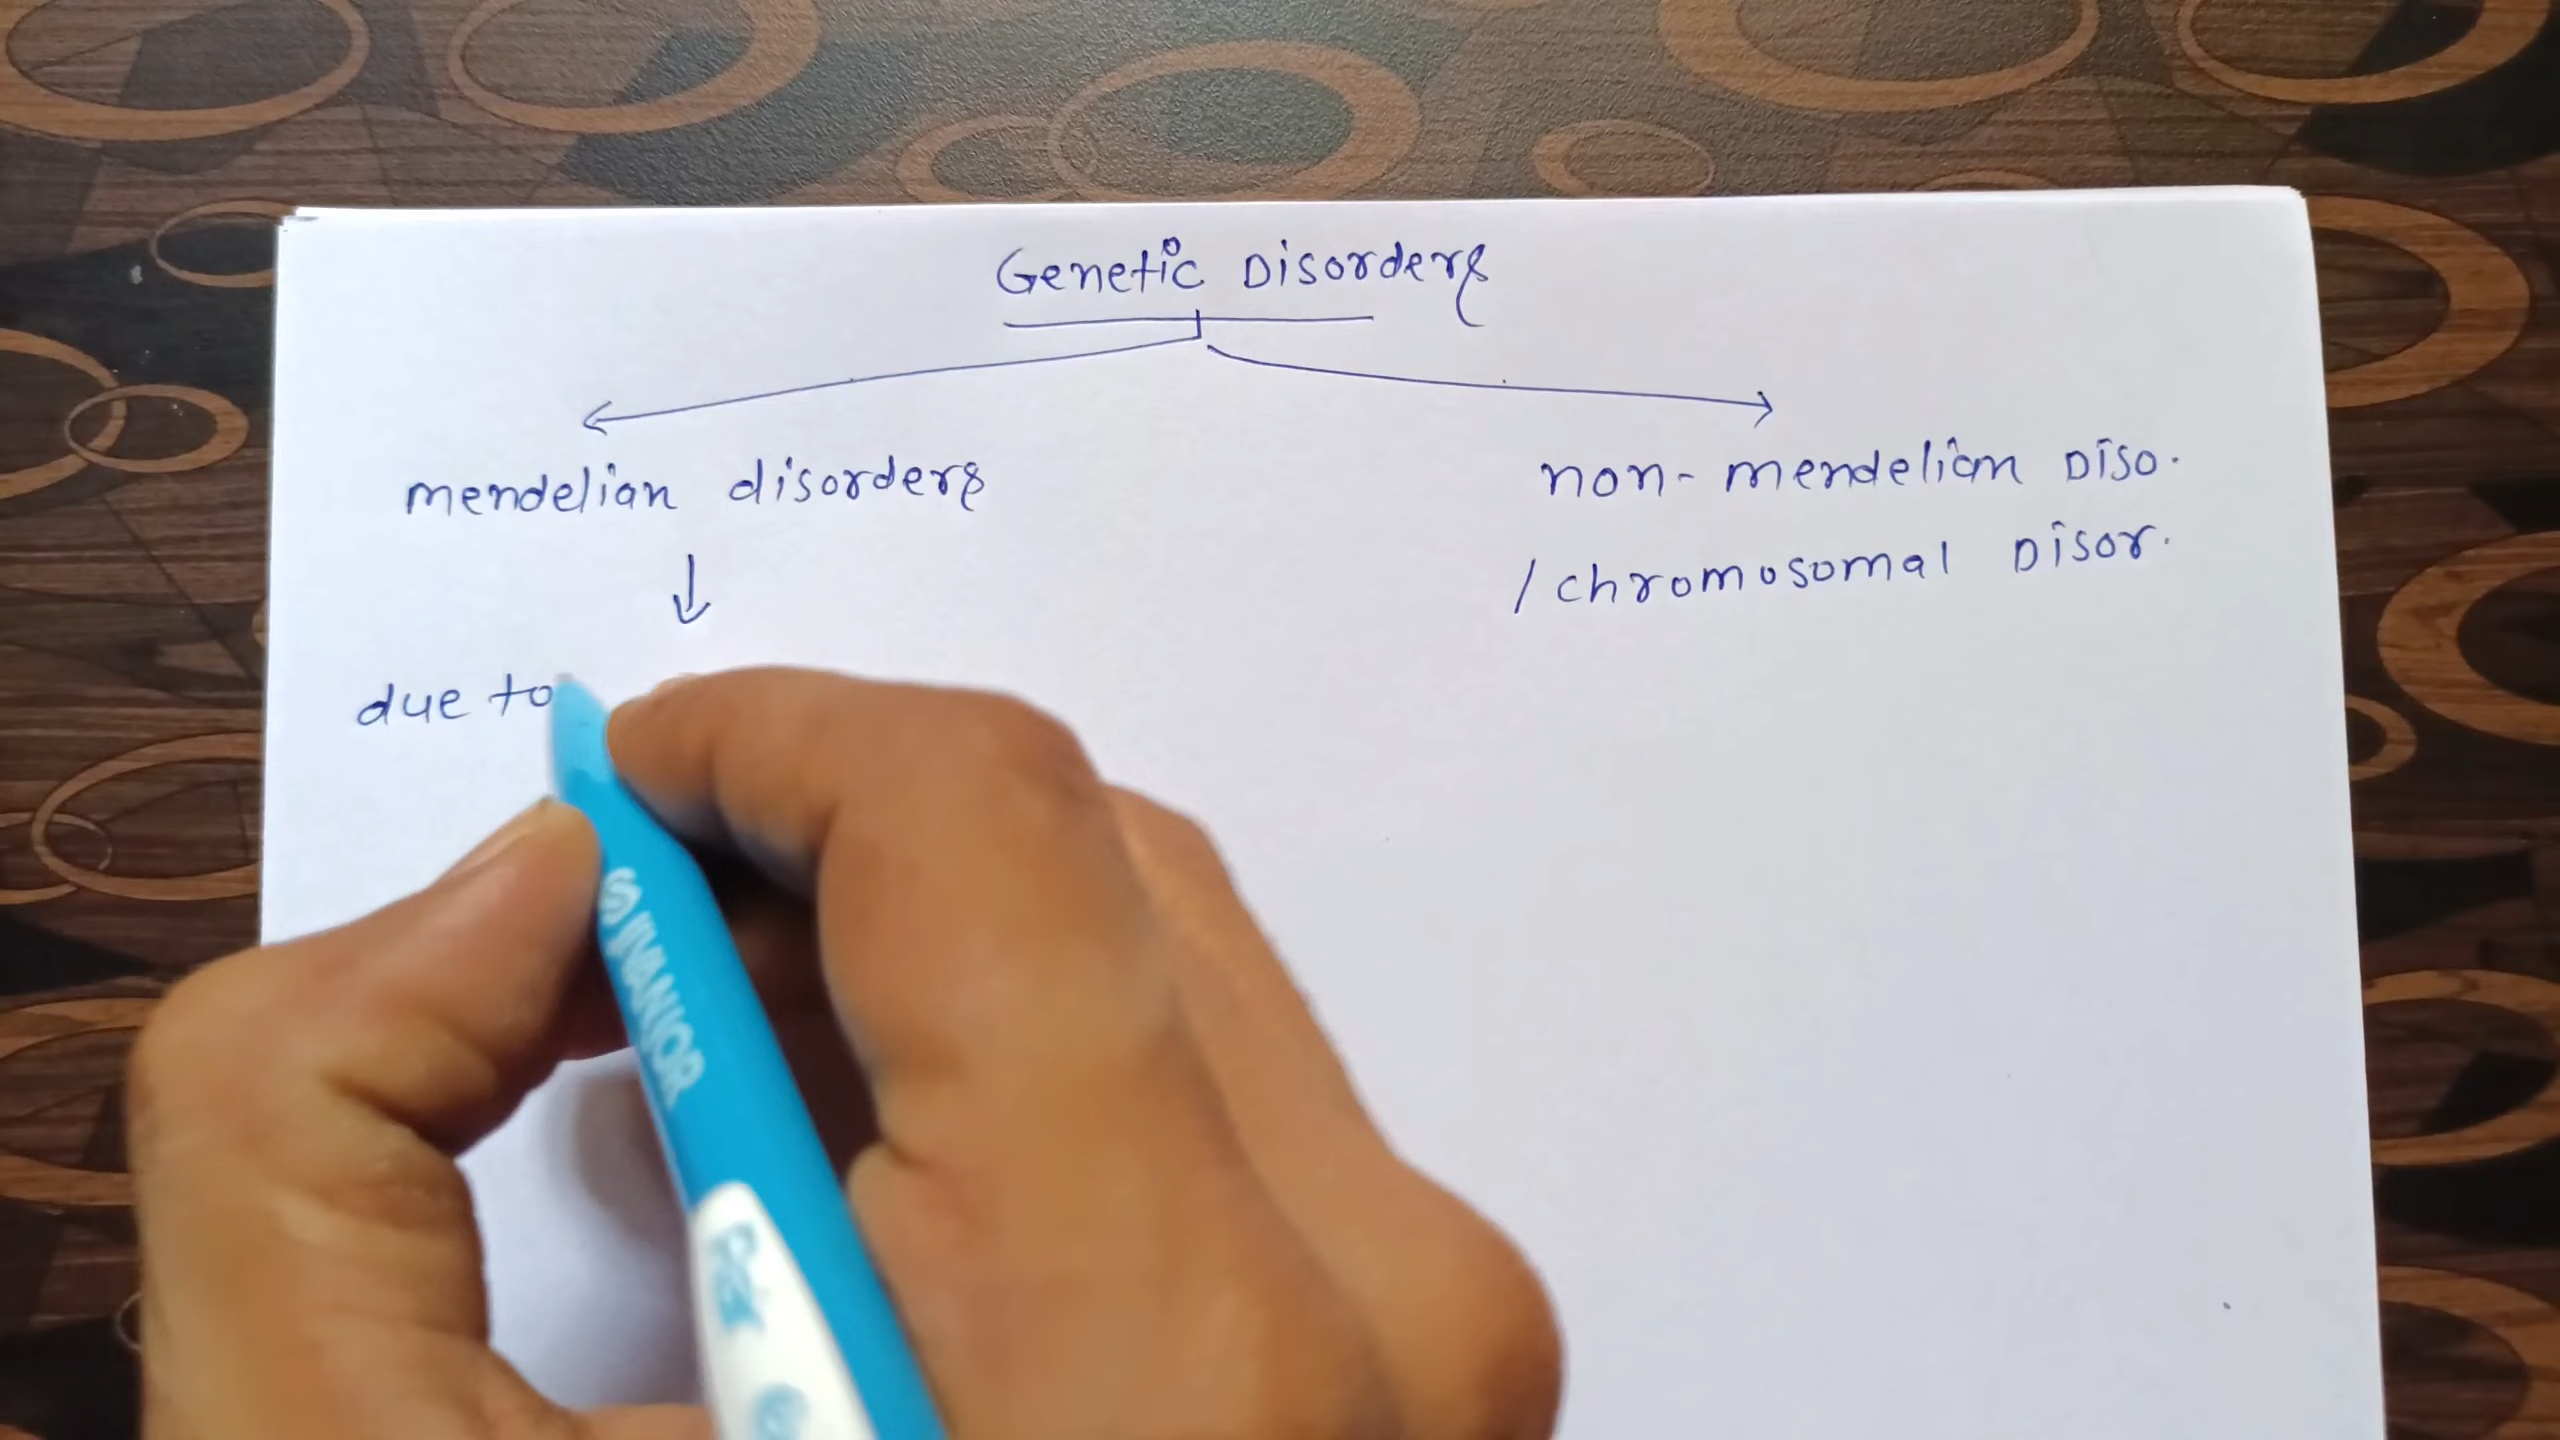 Genetic Disorders
mendelian disorders
non-mendelian Diso.
/chromosomal Disor.
due to